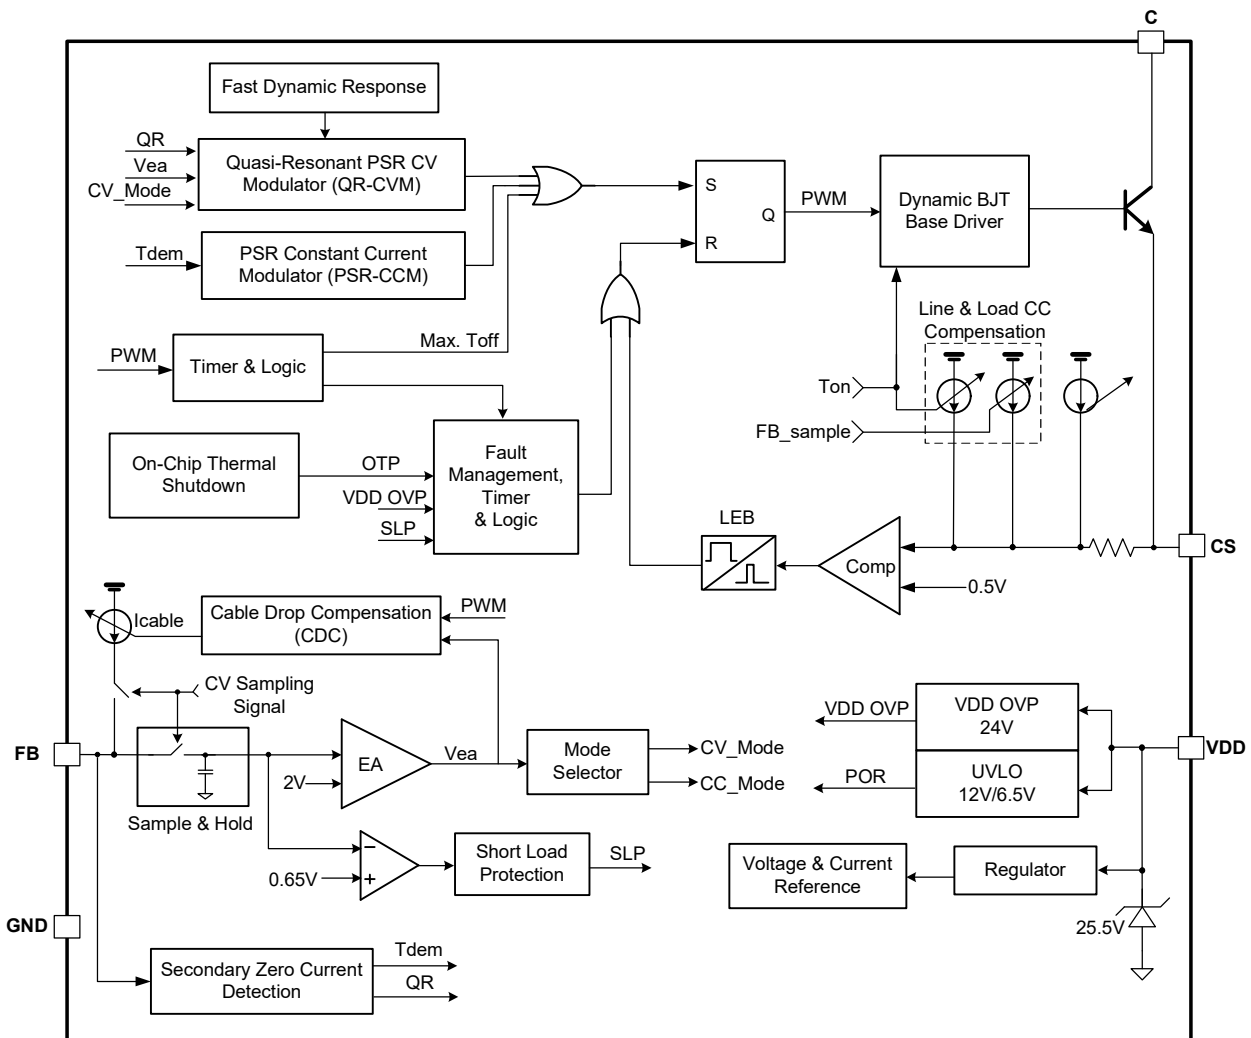 C
Fast Dynamic Response
QR
Vea
CV_Mode
Quasi-Resonant PSR CV
Modulator (QR-CVM)
Tdem
PSR Constant Current
Modulator (PSR-CCM)
S
R
Q
PWM
Dynamic BJT
Base Driver
Line & Load CC
Compensation
PWM
Timer & Logic
Max. Toff
Ton
FB_sample
On-Chip Thermal
Shutdown
OTP
VDD OVP
SLP
Fault
Management,
Timer
& Logic
LEB
Comp
0.5V
CS
Icable
Cable Drop Compensation
(CDC)
PWM
CV Sampling
Signal
FB
Sample & Hold
2V
EA
Vea
Mode
Selector
CV_Mode
CC_Mode
VDD OVP
POR
VDD OVP
24V
UVLO
12V/6.5V
VDD
0.65V
−
+
Short Load
Protection
SLP
Voltage & Current
Reference
Regulator
25.5V
GND
Secondary Zero Current
Detection
Tdem
QR